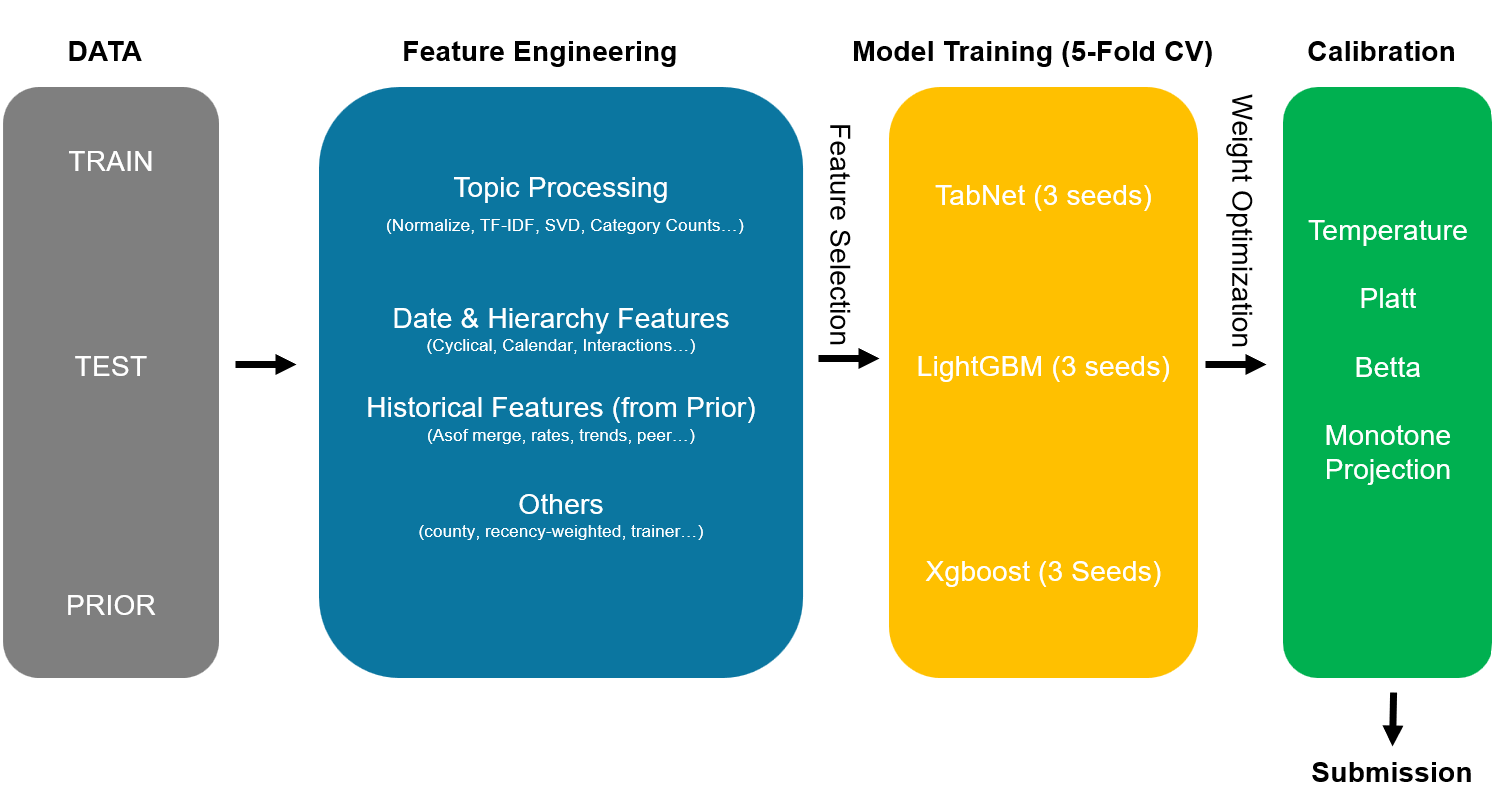 DATA
TRAIN
TEST
PRIOR
Feature Engineering
Topic Processing
(Normalize, TF-IDF, SVD, Category Counts…)
Date & Hierarchy Features
(Cyclical, Calendar, Interactions…)
Historical Features (from Prior)
(Asof merge, rates, trends, peer…)
Others
(county, recency-weighted, trainer…)
Feature Selection
Model Training (5-Fold CV)
TabNet (3 seeds)
LightGBM (3 seeds)
Xgboost (3 Seeds)
Weight Optimization
Calibration
Temperature
Platt
Betta
Monotone
Projection
Submission